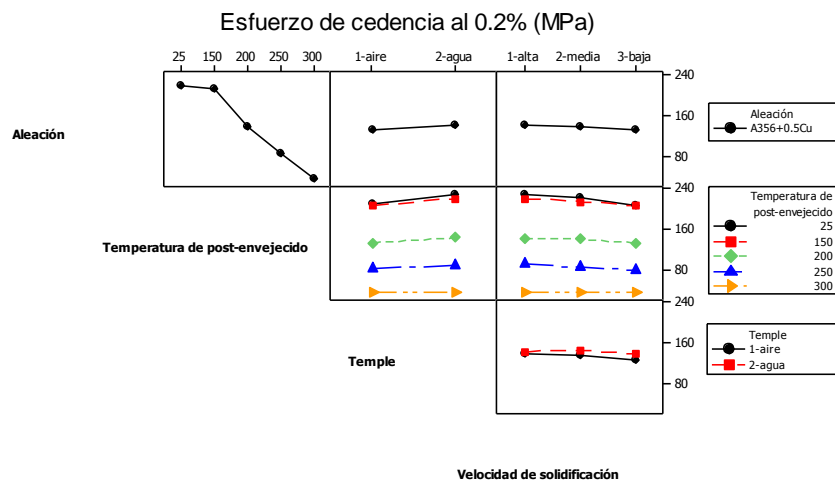 Esfuerzo de cedencia al 0.2% (MPa)
25 150 200 250 300 1-aire 2-agua 1-alta 2-media 3-baja
240
160
80
Aleación
Aleación
A356+0.5Cu
240
160
80
Temperatura de post-envejecido
Temperatura de
post-envejecido
25
150
200
250
300
240
160
80
Temple
Temple
1-aire
2-agua
Velocidad de solidificación